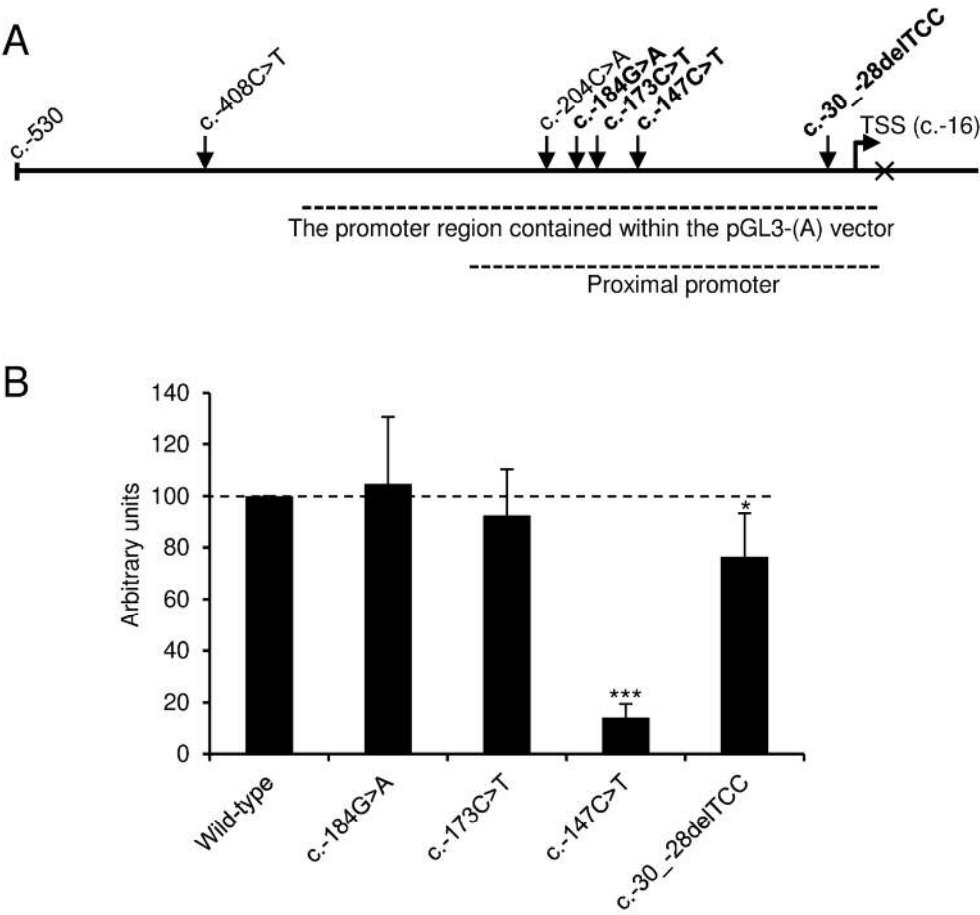 A
c.-530
c.-408C>T
c.-204C>A
c.-184G>A
c.-173C>T
c.-147C>T
c.-30_-28delTCC
TSS (c.-16)
The promoter region contained within the pGL3-(A) vector
Proximal promoter
B
Arbitrary units
140
120
100
80
60
40
20
0
***
*
Wild-type
c.-184G>A
c.-173C>T
c.-147C>T
c.-30_-28delTCC